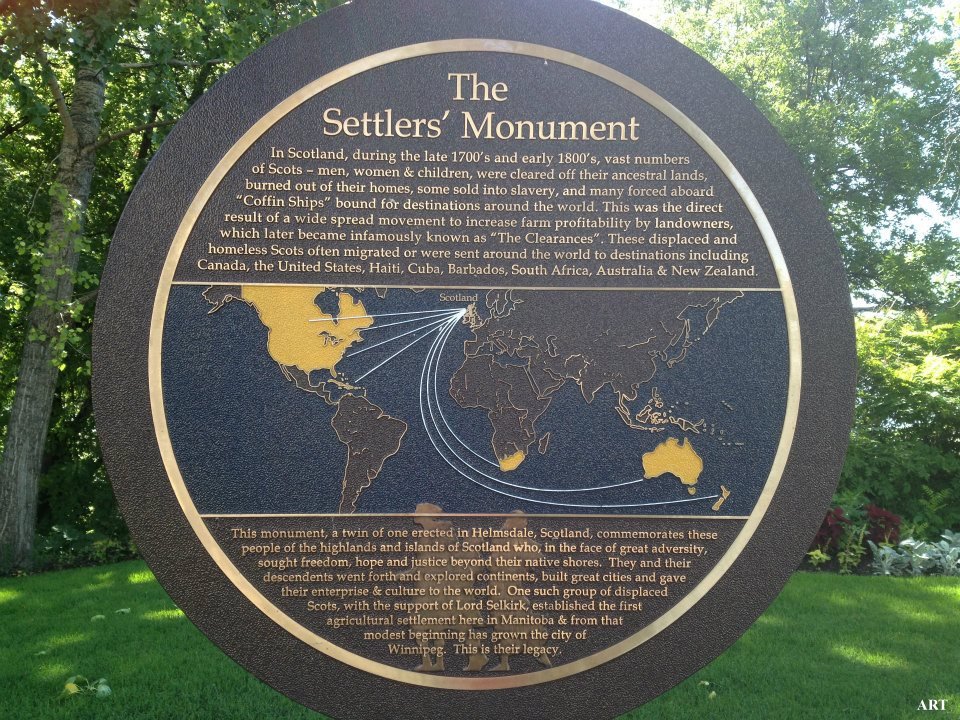 The
Settlers' Monument
In Scotland, during the late 1700's and early 1800's, vast numbers
of Scots – men, women & children, were cleared off their ancestral lands,
burned out of their homes, some sold into slavery, and many forced aboard
"Coffin Ships" bound for destinations around the world. This was the direct
result of a wide spread movement to increase farm profitability by landowners,
which later became infamously known as "The Clearances". These displaced and
homeless Scots often migrated or were sent around the world to destinations including
Canada, the United States, Haiti, Cuba, Barbados, South Africa, Australia & New Zealand.
Scotland
This monument, a twin of one erected in Helmsdale, Scotland, commemorates these
people of the highlands and islands of Scotland who, in the face of great adversity,
sought freedom, hope and justice beyond their native shores. They and their
descendents went forth and explored continents, built great cities and gave
their enterprise & culture to the world. One such group of displaced
Scots, with the support of Lord Selkirk, established the first
agricultural settlement here in Manitoba & from that
modest beginning has grown the city of
Winnipeg. This is their legacy.
ART